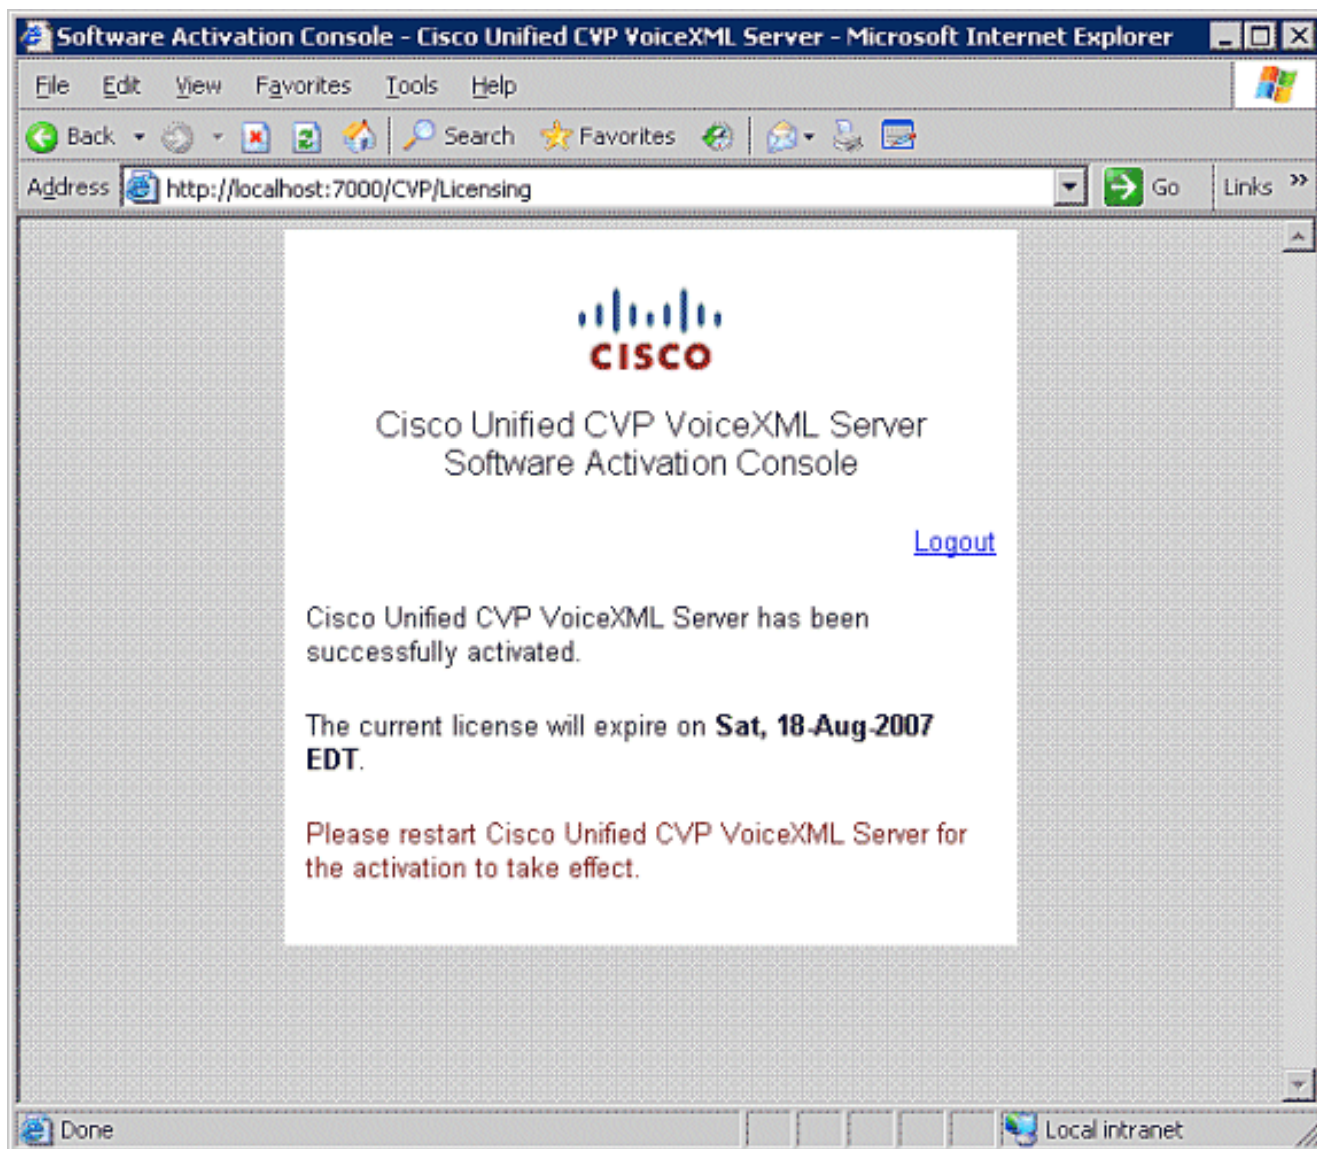 Software Activation Console - Cisco Unified CVP VoiceXML Server - Microsoft Internet Explorer
File Edit View Favorites Tools Help
Back Search Favorites
Address http://localhost:7000/CVP/Licensing Go Links »
CISCO
Cisco Unified CVP VoiceXML Server
Software Activation Console
Logout
Cisco Unified CVP VoiceXML Server has been
successfully activated.
The current license will expire on Sat, 18-Aug-2007
EDT.
Please restart Cisco Unified CVP VoiceXML Server for
the activation to take effect.
Done Local intranet